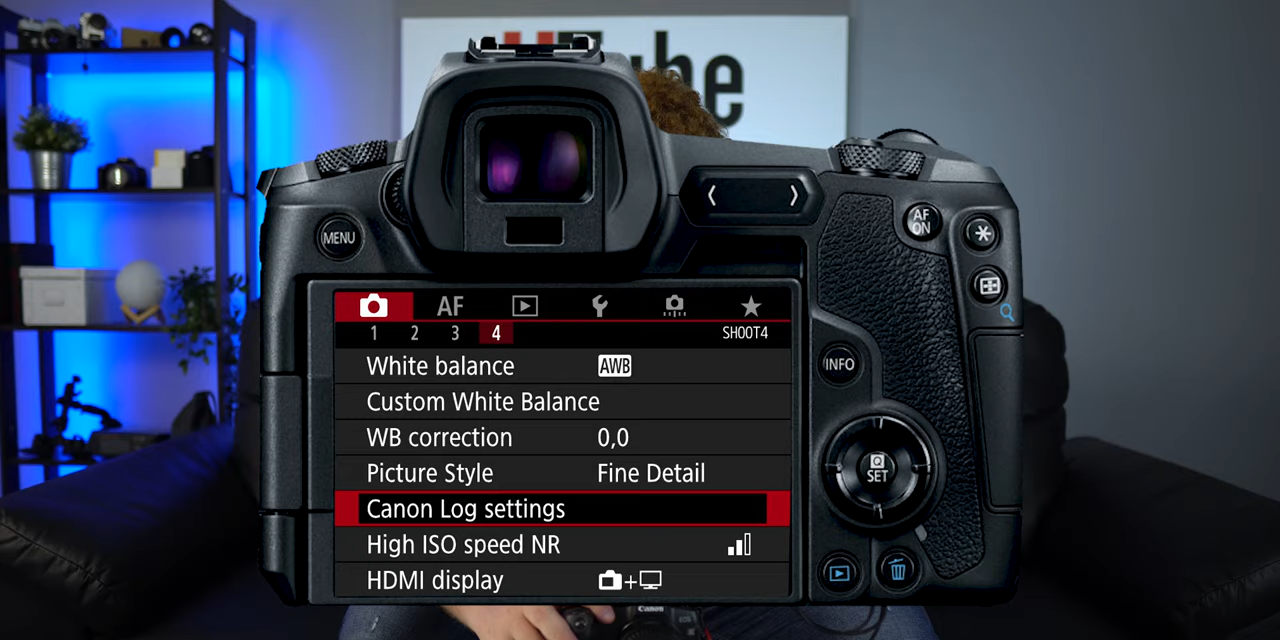 MENU
AF
ON
AF
1 2 3 4 SHOOT4
White balance AWB
Custom White Balance
WB correction 0,0
Picture Style Fine Detail
Canon Log settings
High ISO speed NR
HDMI display
INFO
Q
SET
Canon